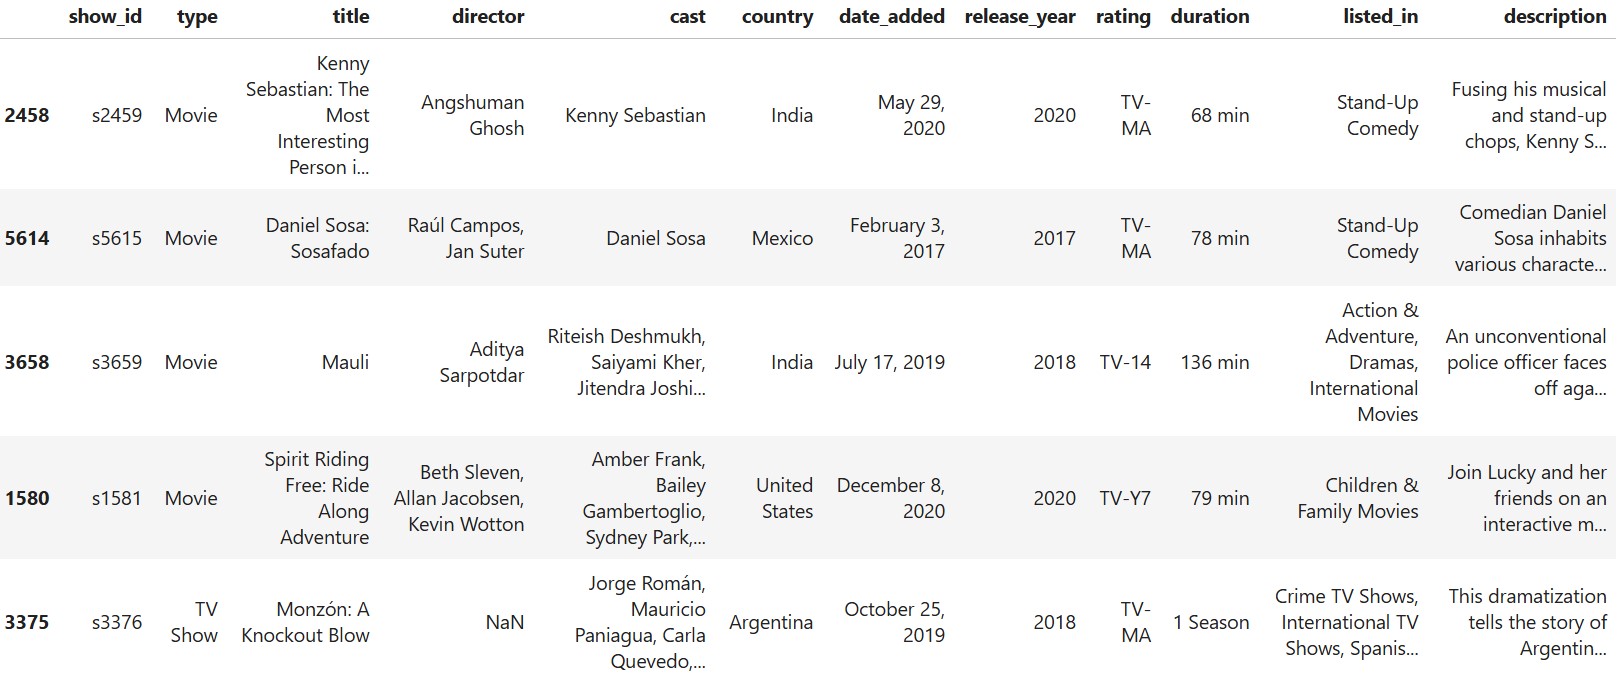 show_id type title director cast country date_added release_year rating duration listed_in description
2458 s2459 Movie Kenny Sebastian: The Most Interesting Person i... Angshuman Ghosh Kenny Sebastian India May 29, 2020 2020 TV-MA 68 min Stand-Up Comedy Fusing his musical and stand-up chops, Kenny S...
5614 s5615 Movie Daniel Sosa: Sosafado Raúl Campos, Jan Suter Daniel Sosa Mexico February 3, 2017 2017 TV-MA 78 min Stand-Up Comedy Comedian Daniel Sosa inhabits various characte...
3658 s3659 Movie Mauli Aditya Sarpotdar Riteish Deshmukh, Saiyami Kher, Jitendra Joshi... India July 17, 2019 2018 TV-14 136 min Action & Adventure, Dramas, International Movies An unconventional police officer faces off aga...
1580 s1581 Movie Spirit Riding Free: Ride Along Adventure Beth Sleven, Allan Jacobsen, Kevin Wotton Amber Frank, Bailey Gambertoglio, Sydney Park,... United States December 8, 2020 2020 TV-Y7 79 min Children & Family Movies Join Lucky and her friends on an interactive m...
3375 s3376 TV Show Monzón: A Knockout Blow NaN Jorge Román, Mauricio Paniagua, Carla Quevedo,... Argentina October 25, 2019 2018 TV-MA 1 Season Crime TV Shows, International TV Shows, Spanis... This dramatization tells the story of Argentin...